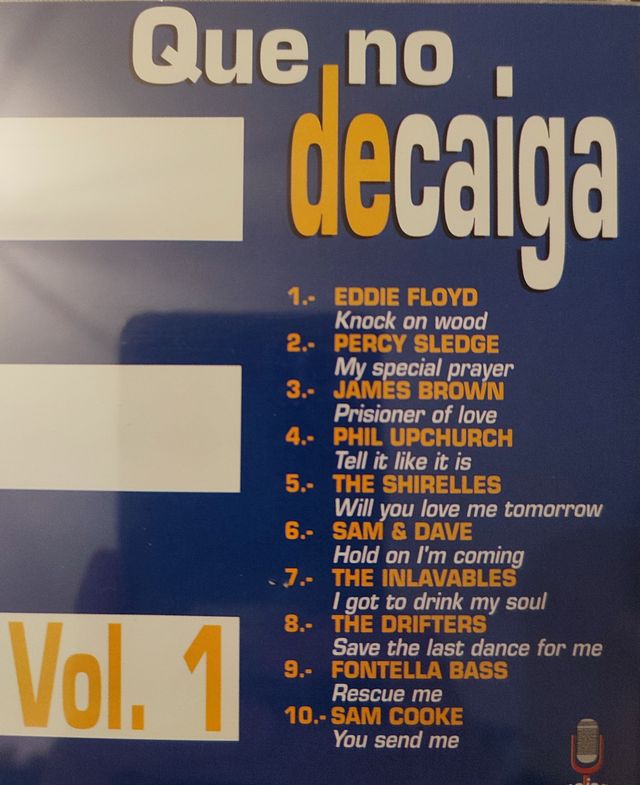 Que no
decaiga
1.- EDDIE FLOYD
Knock on wood
2.- PERCY SLEDGE
My special prayer
3.- JAMES BROWN
Prisioner of love
4.- PHIL UPCHURCH
Tell it like it is
5.- THE SHIRELLES
Will you love me tomorrow
6.- SAM & DAVE
Hold on I'm coming
7.- THE INLAVABLES
I got to drink my soul
8.- THE DRIFTERS
Save the last dance for me
9.- FONTELLA BASS
Rescue me
10.- SAM COOKE
You send me
Vol. 1